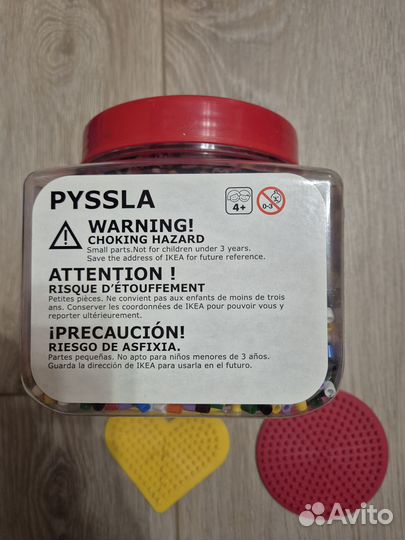 PYSSLA
4+
0-3
WARNING!
CHOKING HAZARD
Small parts.Not for children under 3 years.
Save the address of IKEA for future reference.
ATTENTION !
RISQUE D'ÉTOUFFEMENT
Petites pièces. Ne convient pas aux enfants de moins de trois
ans. Conserver les coordonnées de IKEA pour pouvoir vous y
reporter ultérieurement.
¡PRECAUCIÓN!
RIESGO DE ASFIXIA.
Partes pequeñas. No apto para niños menores de 3 años.
Guarda la dirección de IKEA para usarla en el futuro.
Avito